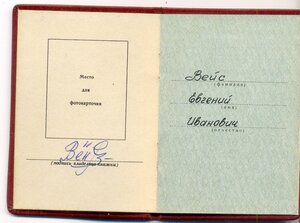 Место
для
фотокарточки
(подпись владельца книжки)
Вейс
(фамилия)
Евгений
(имя)
Иванович
(отчество)